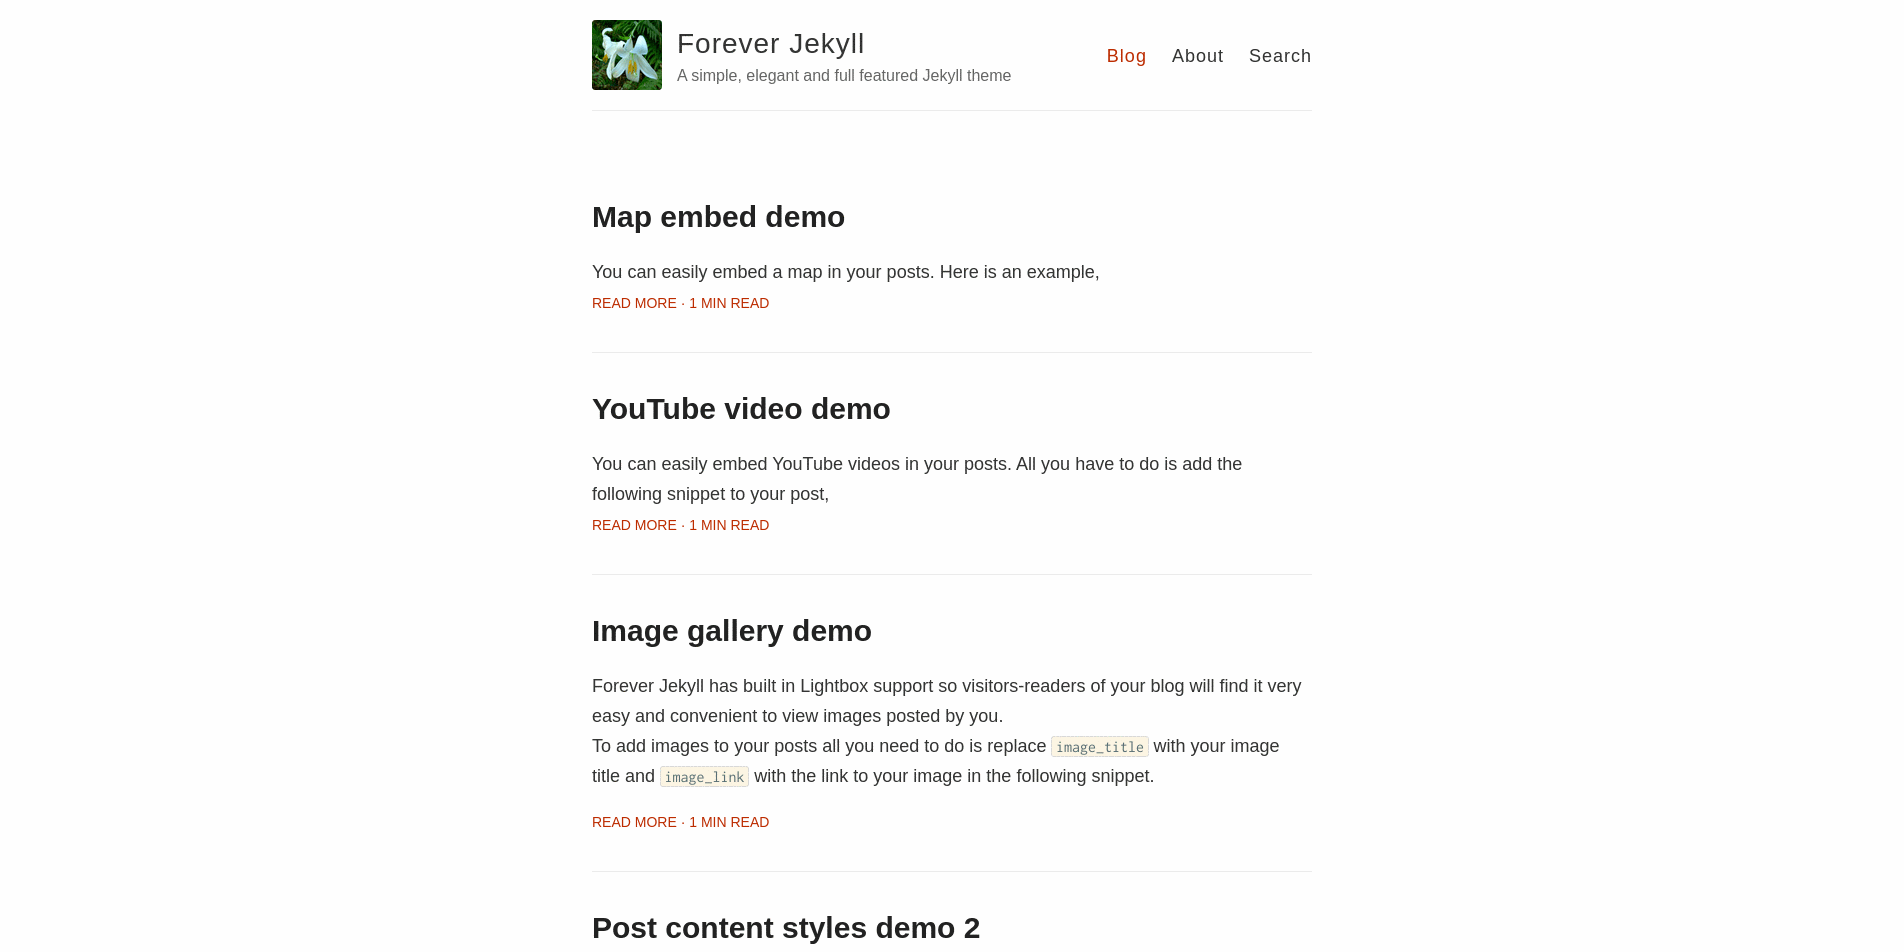 Forever Jekyll
A simple, elegant and full featured Jekyll theme
Blog About Search
Map embed demo
You can easily embed a map in your posts. Here is an example,
READ MORE · 1 MIN READ
YouTube video demo
You can easily embed YouTube videos in your posts. All you have to do is add the
following snippet to your post,
READ MORE · 1 MIN READ
Image gallery demo
Forever Jekyll has built in Lightbox support so visitors-readers of your blog will find it very
easy and convenient to view images posted by you.
To add images to your posts all you need to do is replace image_title with your image
title and image_link with the link to your image in the following snippet.
READ MORE · 1 MIN READ
Post content styles demo 2